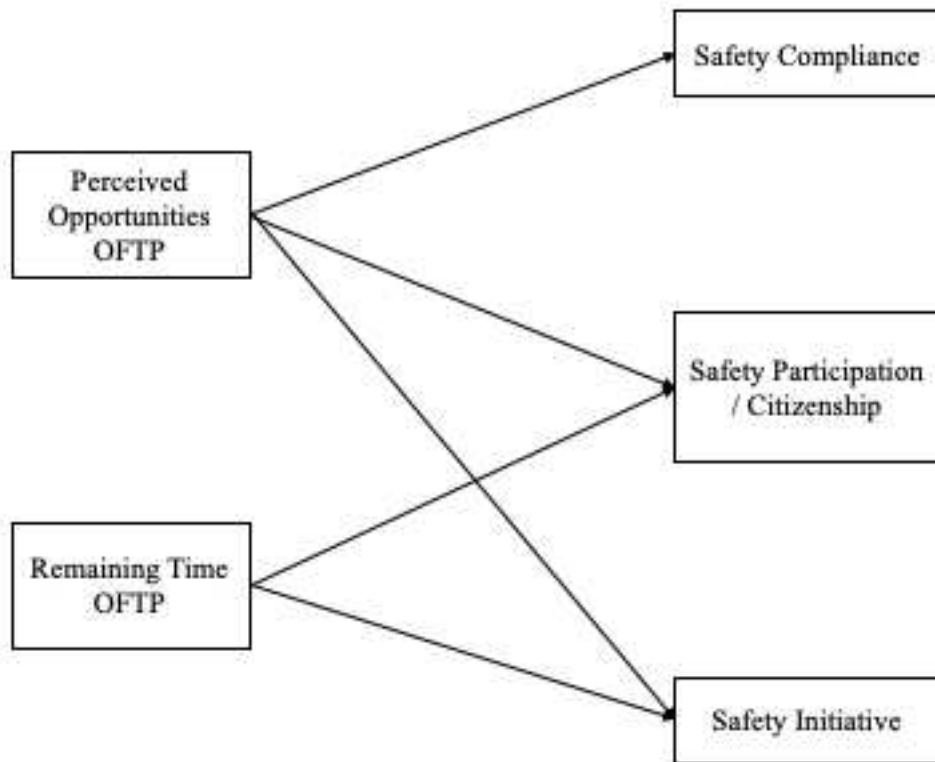 Safety Compliance
Perceived
Opportunities
OFTP
Safety Participation
/ Citizenship
Remaining Time
OFTP
Safety Initiative